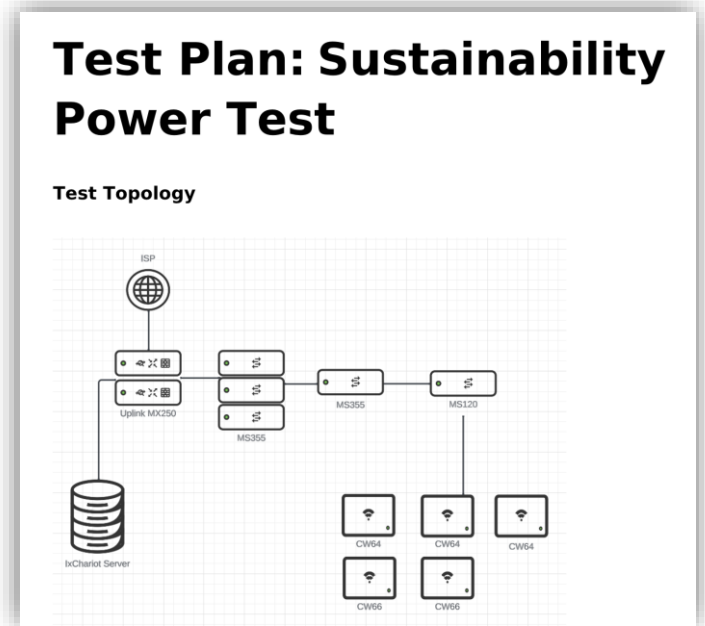 Test Plan: Sustainability
Power Test
Test Topology
ISP
Uplink MX250
MS355
MS355
MS120
IxChariot Server
CW64
CW64
CW64
CW66
CW66